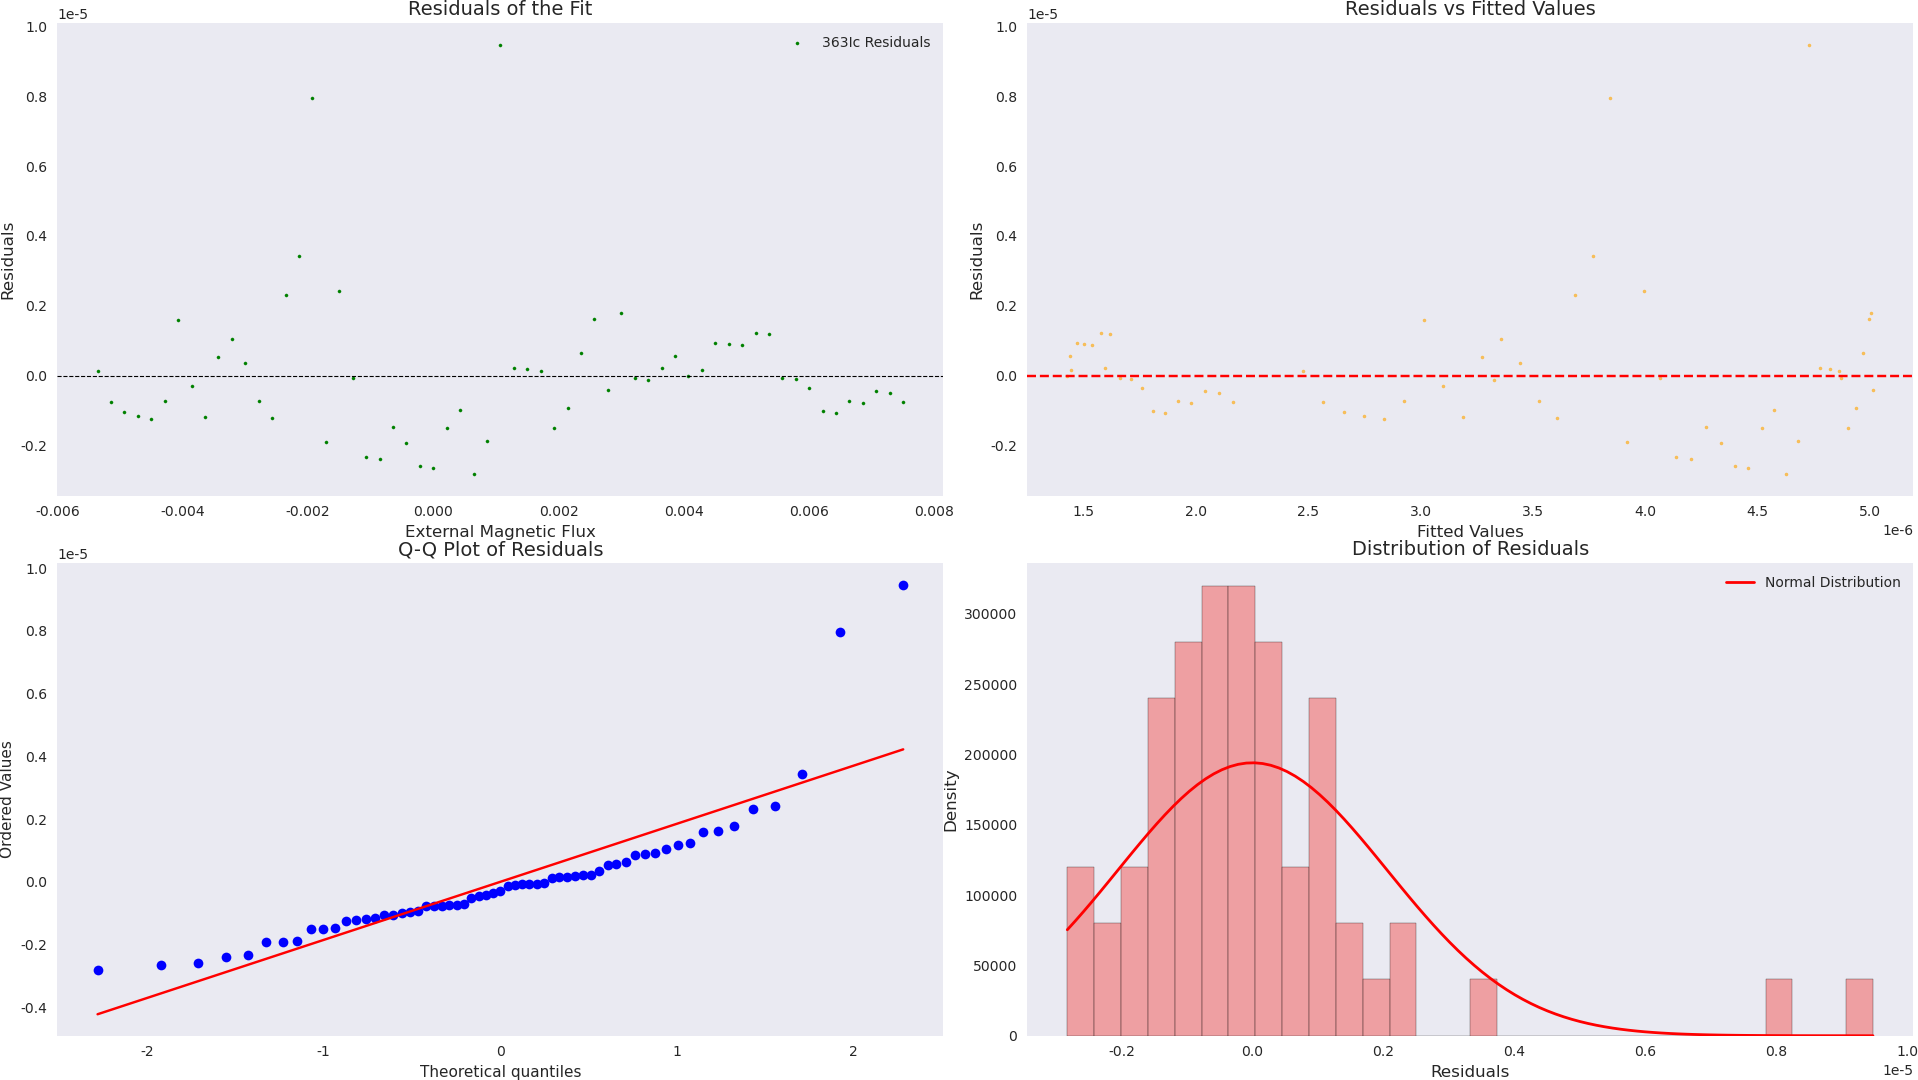 Residuals of the Fit
1e-5
1.0
0.8
0.6
0.4
0.2
0.0
-0.2
Residuals
363Ic Residuals
-0.006 -0.004 -0.002 0.000 0.002 0.004 0.006 0.008
External Magnetic Flux
Residuals vs Fitted Values
1e-5
1.0
0.8
0.6
0.4
0.2
0.0
-0.2
Residuals
1.5 2.0 2.5 3.0 3.5 4.0 4.5 5.0
1e-6
Fitted Values
Q-Q Plot of Residuals
1e-5
1.0
0.8
0.6
0.4
0.2
0.0
-0.2
-0.4
Ordered Values
-2 -1 0 1 2
Theoretical quantiles
Distribution of Residuals
Normal Distribution
300000
250000
200000
150000
100000
50000
0
Density
-0.2 0.0 0.2 0.4 0.6 0.8 1.0
1e-5
Residuals